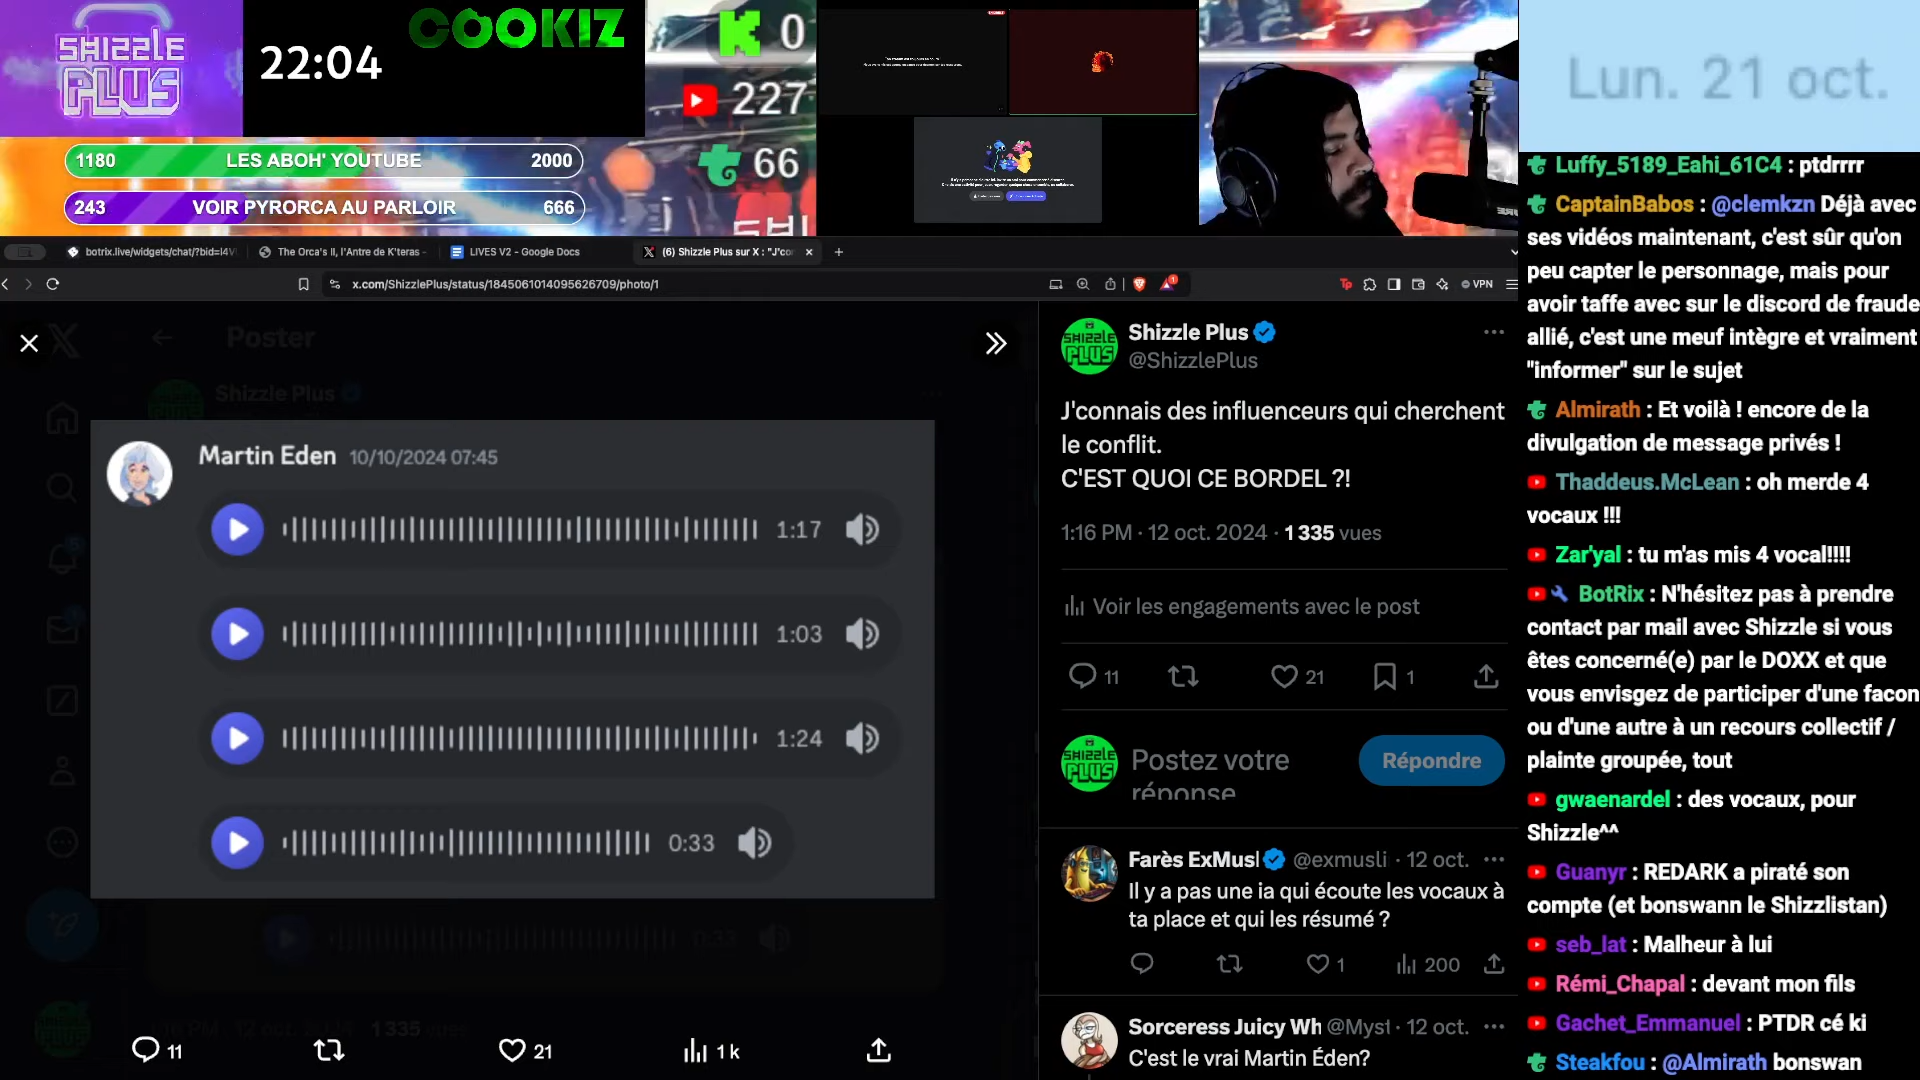 SHIZZLE
PLUS
22:04
COOKIZ
0
227
66
1180 LES ABOH' YOUTUBE 2000
243 VOIR PYRORCA AU PARLOIR 666
Lun. 21 oct.
botrix.live/widgets/chat/?bid=l4V
The Orca's II, l'Antre de K'teras -
LIVES V2 - Google Docs
(6) Shizzle Plus sur X : "J'co
x.com/ShizzlePlus/status/1845061014095626709/photo/1
VPN
Poster
Shizzle Plus
Martin Eden 10/10/2024 07:45
1:17
1:03
1:24
0:33
0:33
1335 vues
11
21
1 k
Shizzle Plus
@ShizzlePlus
J'connais des influenceurs qui cherchent
le conflit.
C'EST QUOI CE BORDEL ?!
1:16 PM · 12 oct. 2024 · 1 335 vues
Voir les engagements avec le post
11
21
1
Postez votre
réponse
Répondre
Farès ExMusl @exmusli · 12 oct.
Il y a pas une ia qui écoute les vocaux à
ta place et qui les résumé ?
1
200
Sorceress Juicy Wh @Myst · 12 oct.
C'est le vrai Martin Éden?
Luffy_5189_Eahi_61C4 : ptdrrrr
CaptainBabos : @clemkzn Déjà avec
ses vidéos maintenant, c'est sûr qu'on
peu capter le personnage, mais pour
avoir taffe avec sur le discord de fraude
allié, c'est une meuf intègre et vraiment
"informer" sur le sujet
Almirath : Et voilà ! encore de la
divulgation de message privés !
Thaddeus.McLean : oh merde 4
vocaux !!!
Zar'yal : tu m'as mis 4 vocal!!!!
BotRix : N'hésitez pas à prendre
contact par mail avec Shizzle si vous
êtes concerné(e) par le DOXX et que
vous envisgez de participer d'une facon
ou d'une autre à un recours collectif /
plainte groupée, tout
gwaenardel : des vocaux, pour
Shizzle^^
Guanyr : REDARK a piraté son
compte (et bonswann le Shizzlistan)
seb_lat : Malheur à lui
Rémi_Chapal : devant mon fils
Gachet_Emmanuel : PTDR cé ki
Steakfou : @Almirath bonswan